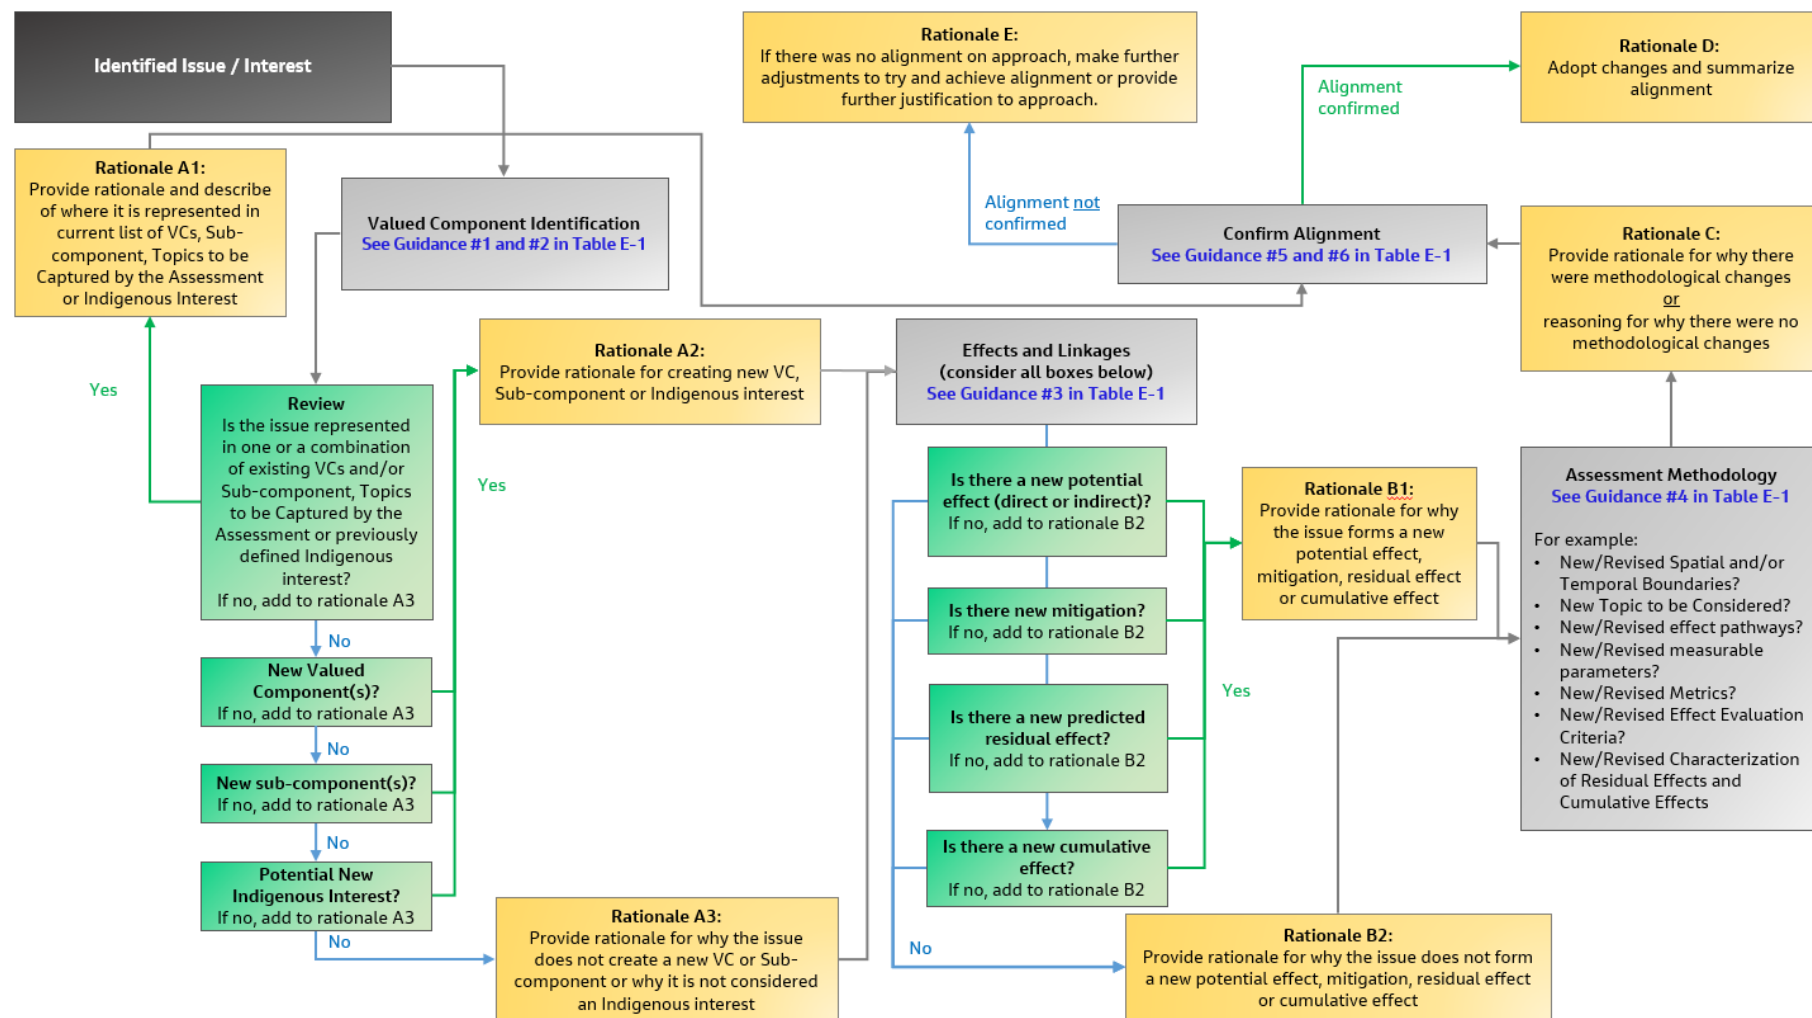 Identified Issue / Interest
Rationale E:
If there was no alignment on approach, make further
adjustments to try and achieve alignment or provide
further justification to approach.
Rationale D:
Adopt changes and summarize
alignment
Alignment
confirmed
Rationale A1:
Provide rationale and describe
of where it is represented in
current list of VCs, Sub-
component, Topics to be
Captured by the Assessment
or Indigenous Interest
Valued Component Identification
See Guidance #1 and #2 in Table E-1
Alignment not
confirmed
Confirm Alignment
See Guidance #5 and #6 in Table E-1
Rationale C:
Provide rationale for why there
were methodological changes
or
reasoning for why there were no
methodological changes
Yes
Review
Is the issue represented
in one or a combination
of existing VCs and/or
Sub-component, Topics
to be Captured by the
Assessment or previously
defined Indigenous
interest?
If no, add to rationale A3
Rationale A2:
Provide rationale for creating new VC,
Sub-component or Indigenous interest
Yes
Effects and Linkages
(consider all boxes below)
See Guidance #3 in Table E-1
Is there a new potential
effect (direct or indirect)?
If no, add to rationale B2
Rationale B1:
Provide rationale for why
the issue forms a new
potential effect,
mitigation, residual effect
or cumulative effect
Assessment Methodology
See Guidance #4 in Table E-1
For example:
• New/Revised Spatial and/or
Temporal Boundaries?
• New Topic to be Considered?
• New/Revised effect pathways?
• New/Revised measurable
parameters?
• New/Revised Metrics?
• New/Revised Effect Evaluation
Criteria?
• New/Revised Characterization
of Residual Effects and
Cumulative Effects
Is there new mitigation?
If no, add to rationale B2
No
New Valued
Component(s)?
If no, add to rationale A3
Is there a new predicted
residual effect?
If no, add to rationale B2
Yes
No
New sub-component(s)?
If no, add to rationale A3
No
Is there a new cumulative
effect?
If no, add to rationale B2
Potential New
Indigenous Interest?
If no, add to rationale A3
No
Rationale A3:
Provide rationale for why the issue
does not create a new VC or Sub-
component or why it is not considered
an Indigenous interest
No
Rationale B2:
Provide rationale for why the issue does not form
a new potential effect, mitigation, residual effect
or cumulative effect